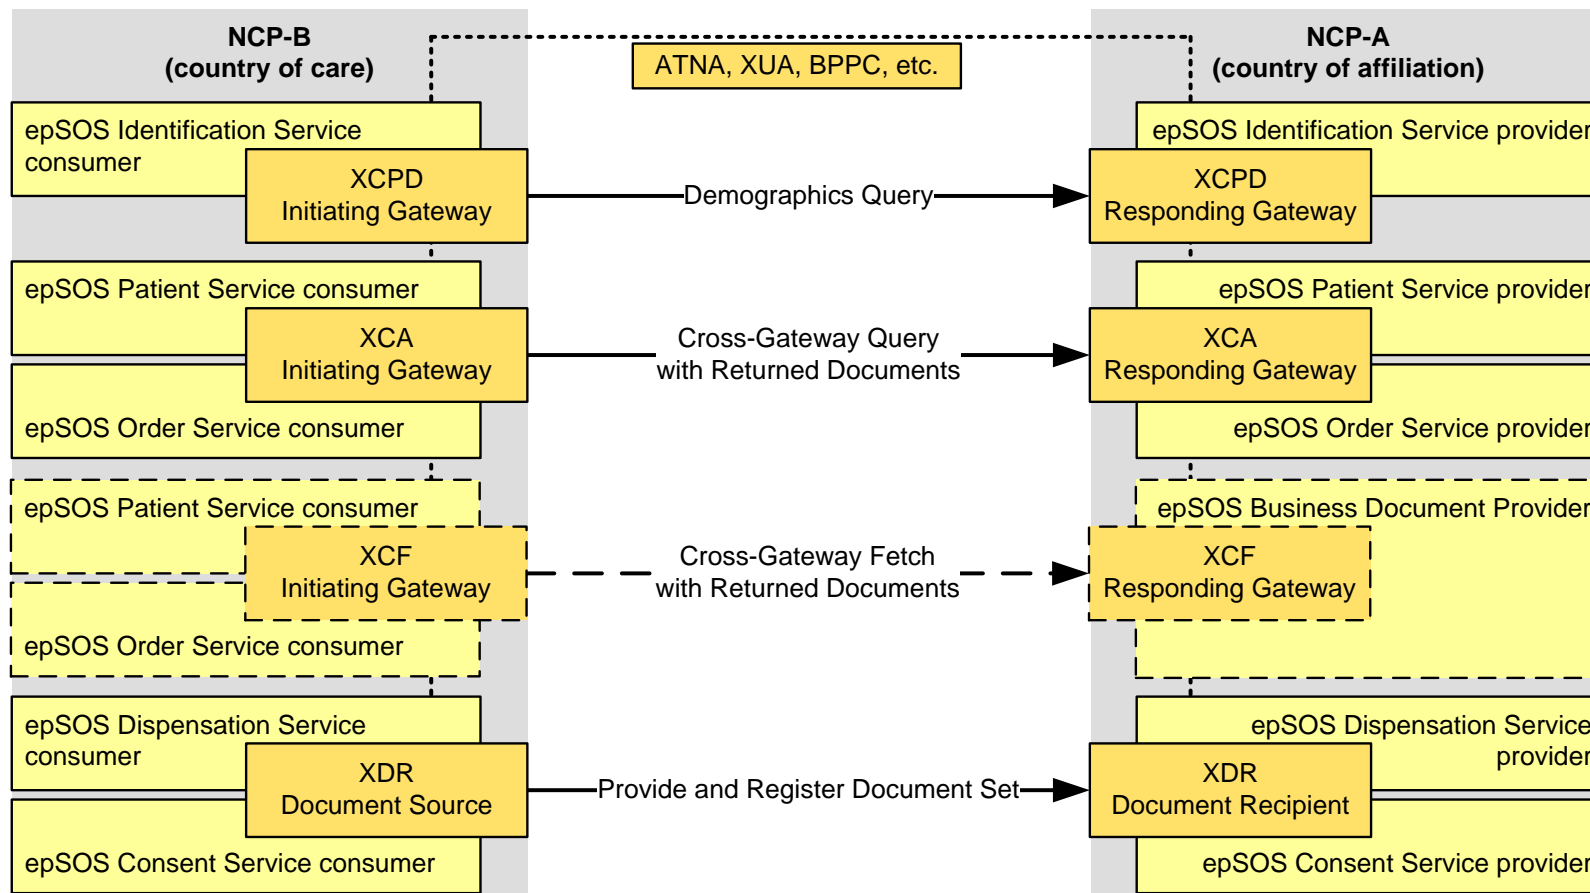 NCP-B
(country of care)
ATNA, XUA, BPPC, etc.
NCP-A
(country of affiliation)
epSOS Identification Service
consumer
XCPD
Initiating Gateway
Demographics Query
epSOS Identification Service provider
XCPD
Responding Gateway
epSOS Patient Service consumer
XCA
Initiating Gateway
epSOS Order Service consumer
Cross-Gateway Query
with Returned Documents
epSOS Patient Service provider
XCA
Responding Gateway
epSOS Order Service provider
epSOS Patient Service consumer
XCF
Initiating Gateway
epSOS Order Service consumer
Cross-Gateway Fetch
with Returned Documents
epSOS Business Document Provider
XCF
Responding Gateway
epSOS Dispensation Service
consumer
XDR
Document Source
epSOS Consent Service consumer
Provide and Register Document Set
epSOS Dispensation Service
provider
XDR
Document Recipient
epSOS Consent Service provider